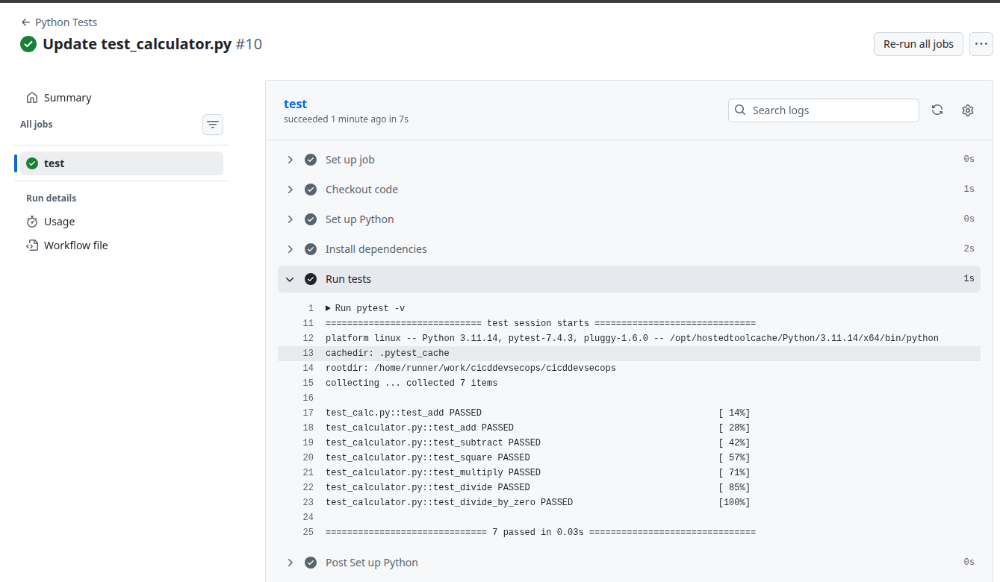 ← Python Tests
Update test_calculator.py #10
Re-run all jobs
Summary
All jobs
test
Run details
Usage
Workflow file
test
succeeded 1 minute ago in 7s
Search logs
Set up job 0s
Checkout code 1s
Set up Python 0s
Install dependencies 2s
Run tests 1s
1 ▶ Run pytest -v
11 ============================= test session starts ==============================
12 platform linux -- Python 3.11.14, pytest-7.4.3, pluggy-1.6.0 -- /opt/hostedtoolcache/Python/3.11.14/x64/bin/python
13 cachedir: .pytest_cache
14 rootdir: /home/runner/work/cicddevsecops/cicddevsecops
15 collecting ... collected 7 items
16
17 test_calc.py::test_add PASSED [ 14%]
18 test_calculator.py::test_add PASSED [ 28%]
19 test_calculator.py::test_subtract PASSED [ 42%]
20 test_calculator.py::test_square PASSED [ 57%]
21 test_calculator.py::test_multiply PASSED [ 71%]
22 test_calculator.py::test_divide PASSED [ 85%]
23 test_calculator.py::test_divide_by_zero PASSED [100%]
24
25 ============================== 7 passed in 0.03s ===============================
Post Set up Python 0s